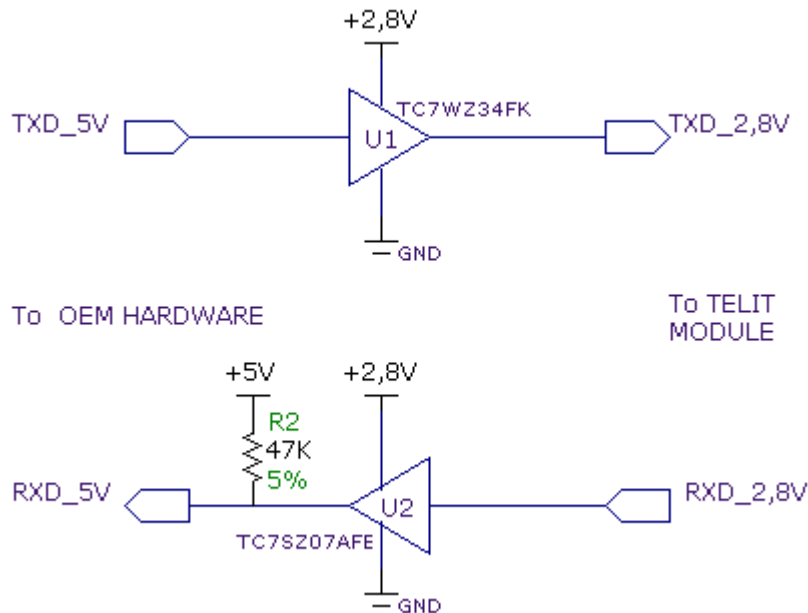 +2,8V
TC7WZ34FK
TXD_5V
U1
TXD_2,8V
GND
To OEM HARDWARE
To TELIT
MODULE
+5V
+2,8V
R2
47K
5%
RXD_5V
U2
RXD_2,8V
TC7SZ07AFE
GND